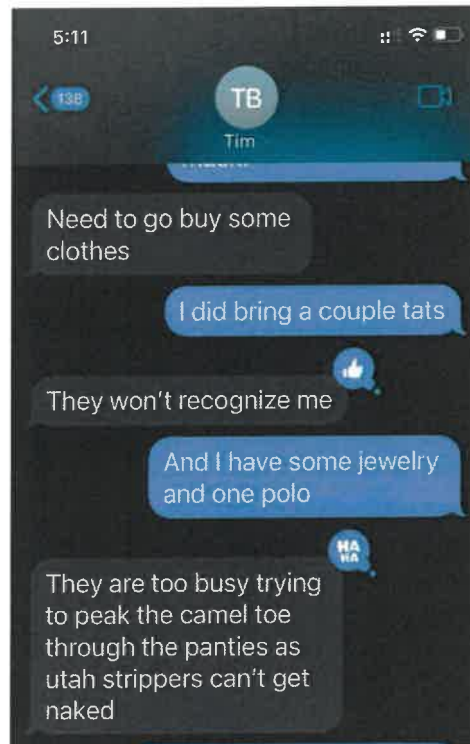 5:11
138
TB
Tim
Need to go buy some
clothes
I did bring a couple tats
They won't recognize me
And I have some jewelry
and one polo
HA
HA
They are too busy trying
to peak the camel toe
through the panties as
utah strippers can't get
naked